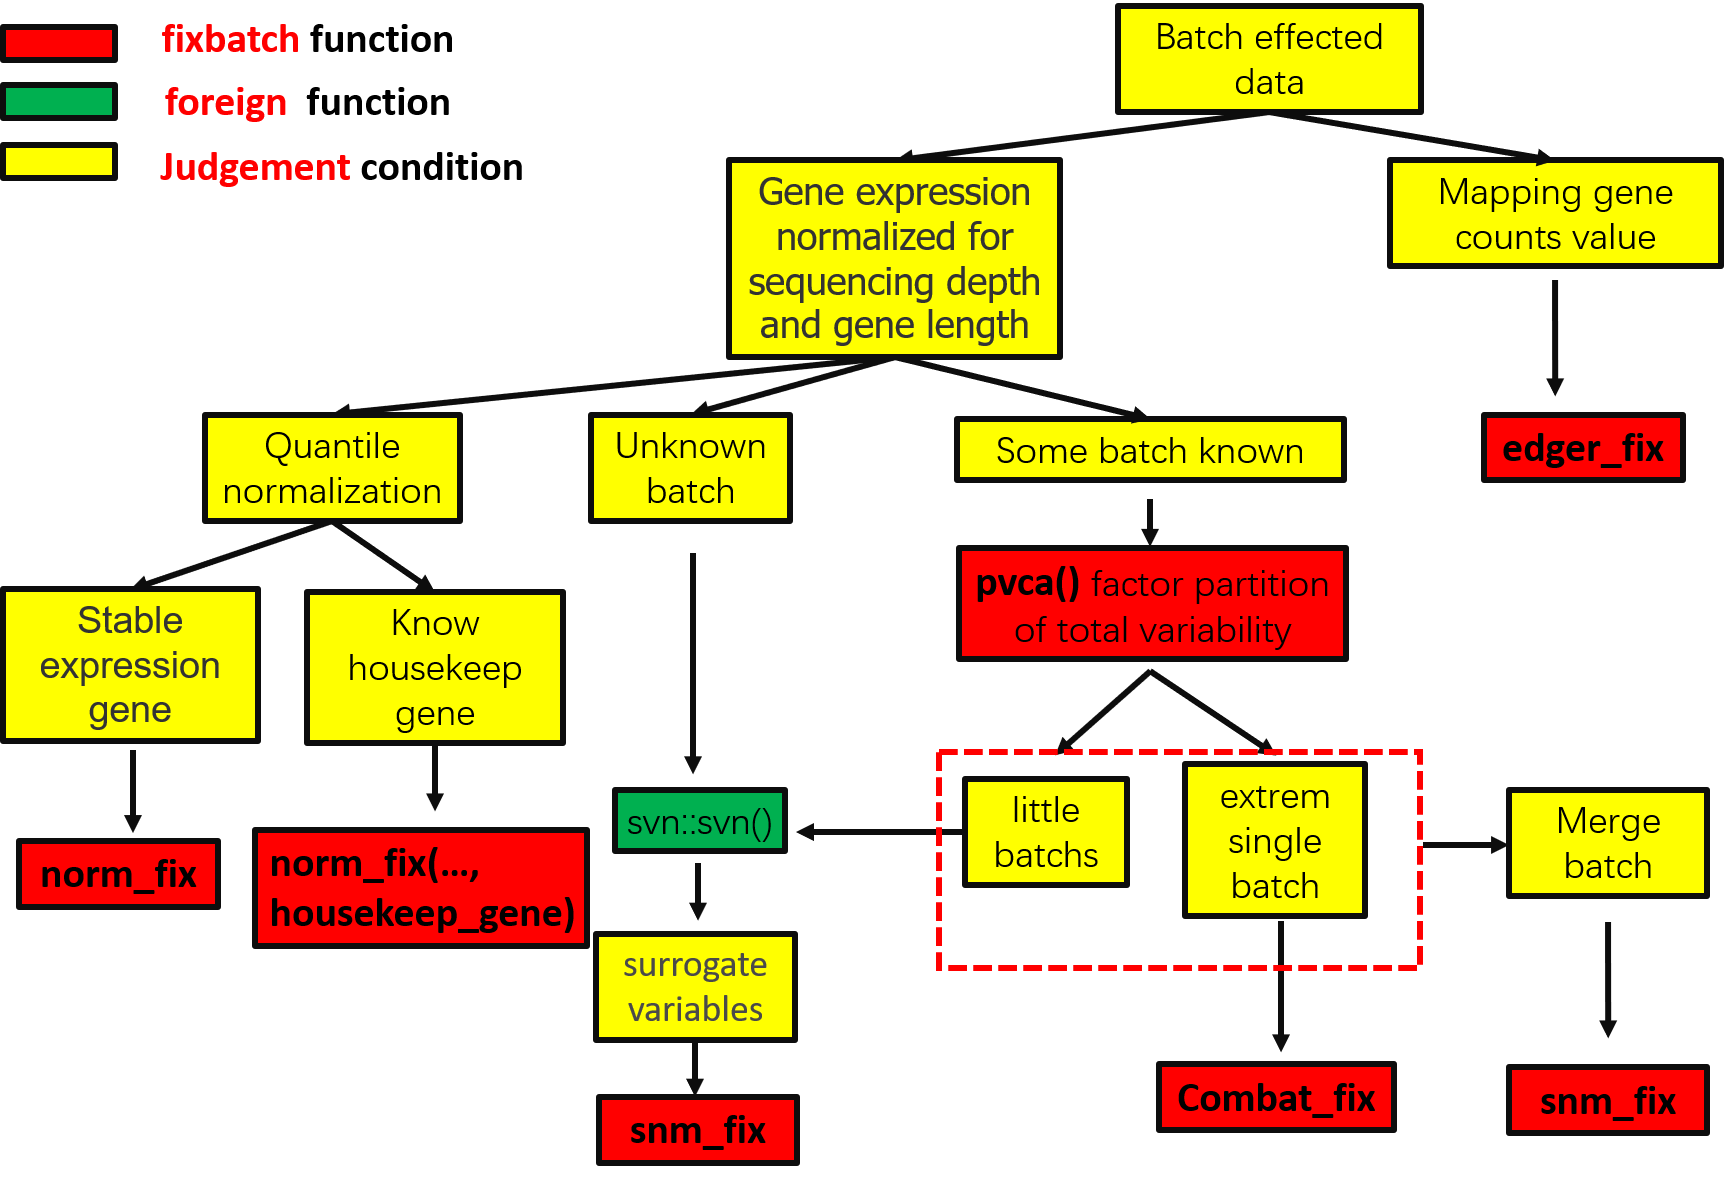 fixbatch function
foreign function
Judgement condition
Batch effected
data
Gene expression
normalized for
sequencing depth
and gene length
Mapping gene
counts value
Quantile
normalization
Unknown
batch
Some batch known
edger_fix
Stable
expression
gene
Know
housekeep
gene
pvca() factor partition
of total variability
norm_fix
norm_fix(...,
housekeep_gene)
svn::svn()
little
batchs
extrem
single
batch
Merge
batch
surrogate
variables
snm_fix
Combat_fix
snm_fix